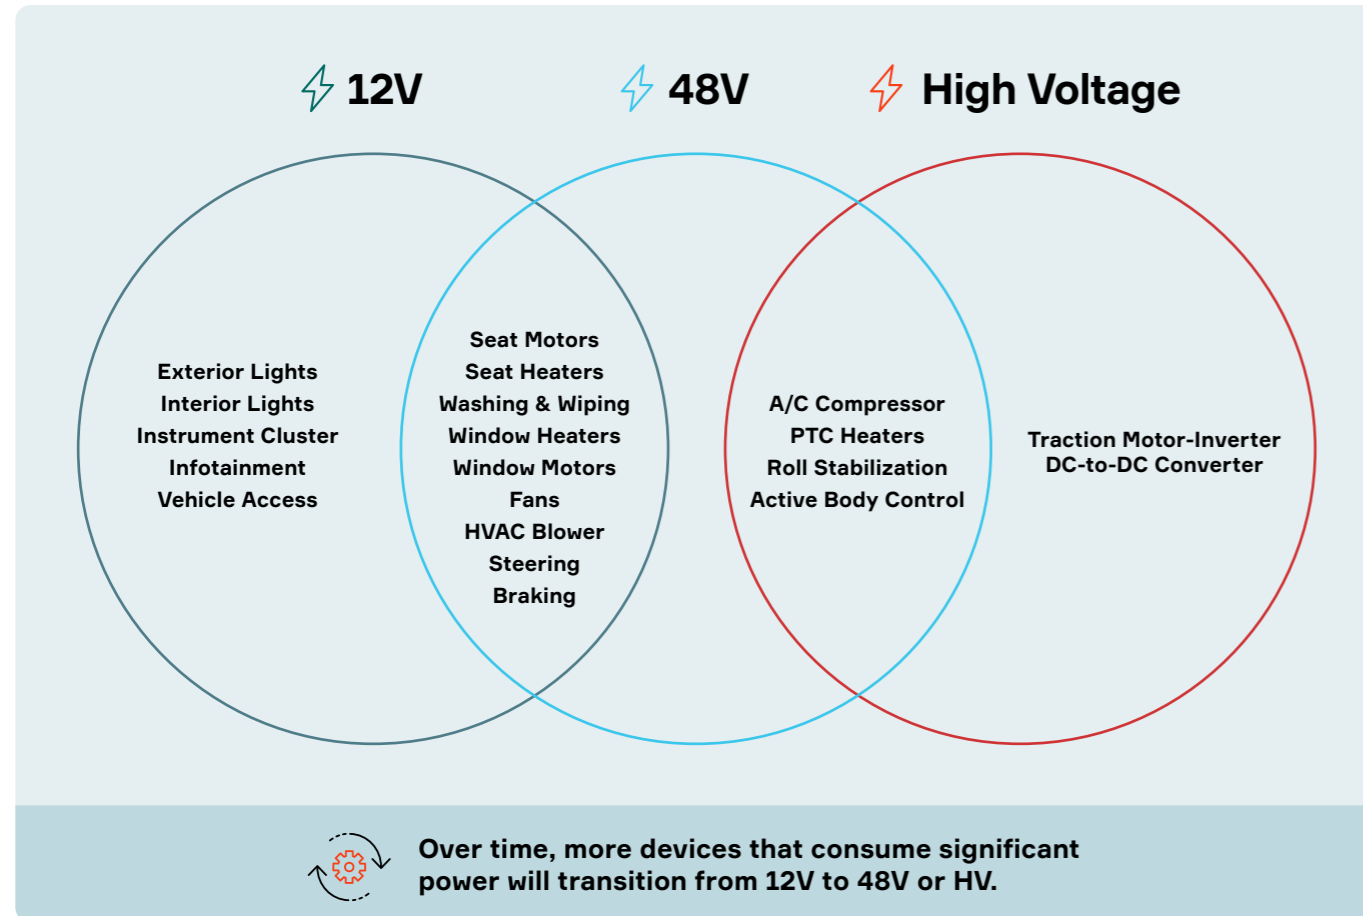 12V
48V
High Voltage
Exterior Lights
Interior Lights
Instrument Cluster
Infotainment
Vehicle Access
Seat Motors
Seat Heaters
Washing & Wiping
Window Heaters
Window Motors
Fans
HVAC Blower
Steering
Braking
A/C Compressor
PTC Heaters
Roll Stabilization
Active Body Control
Traction Motor-Inverter
DC-to-DC Converter
Over time, more devices that consume significant
power will transition from 12V to 48V or HV.